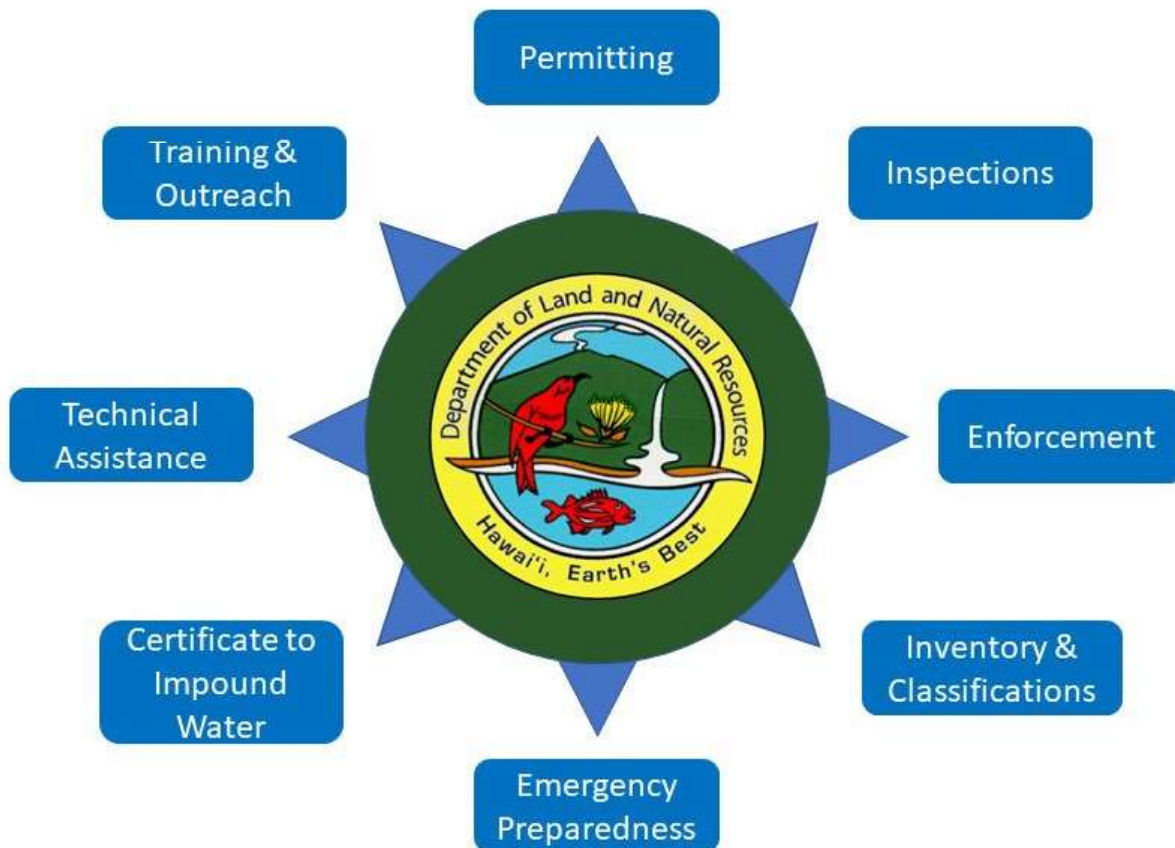 Permitting
Training &
Outreach
Inspections
Department of Land and Natural Resources
Hawai‘i, Earth's Best
Technical
Assistance
Enforcement
Certificate to
Impound
Water
Inventory &
Classifications
Emergency
Preparedness